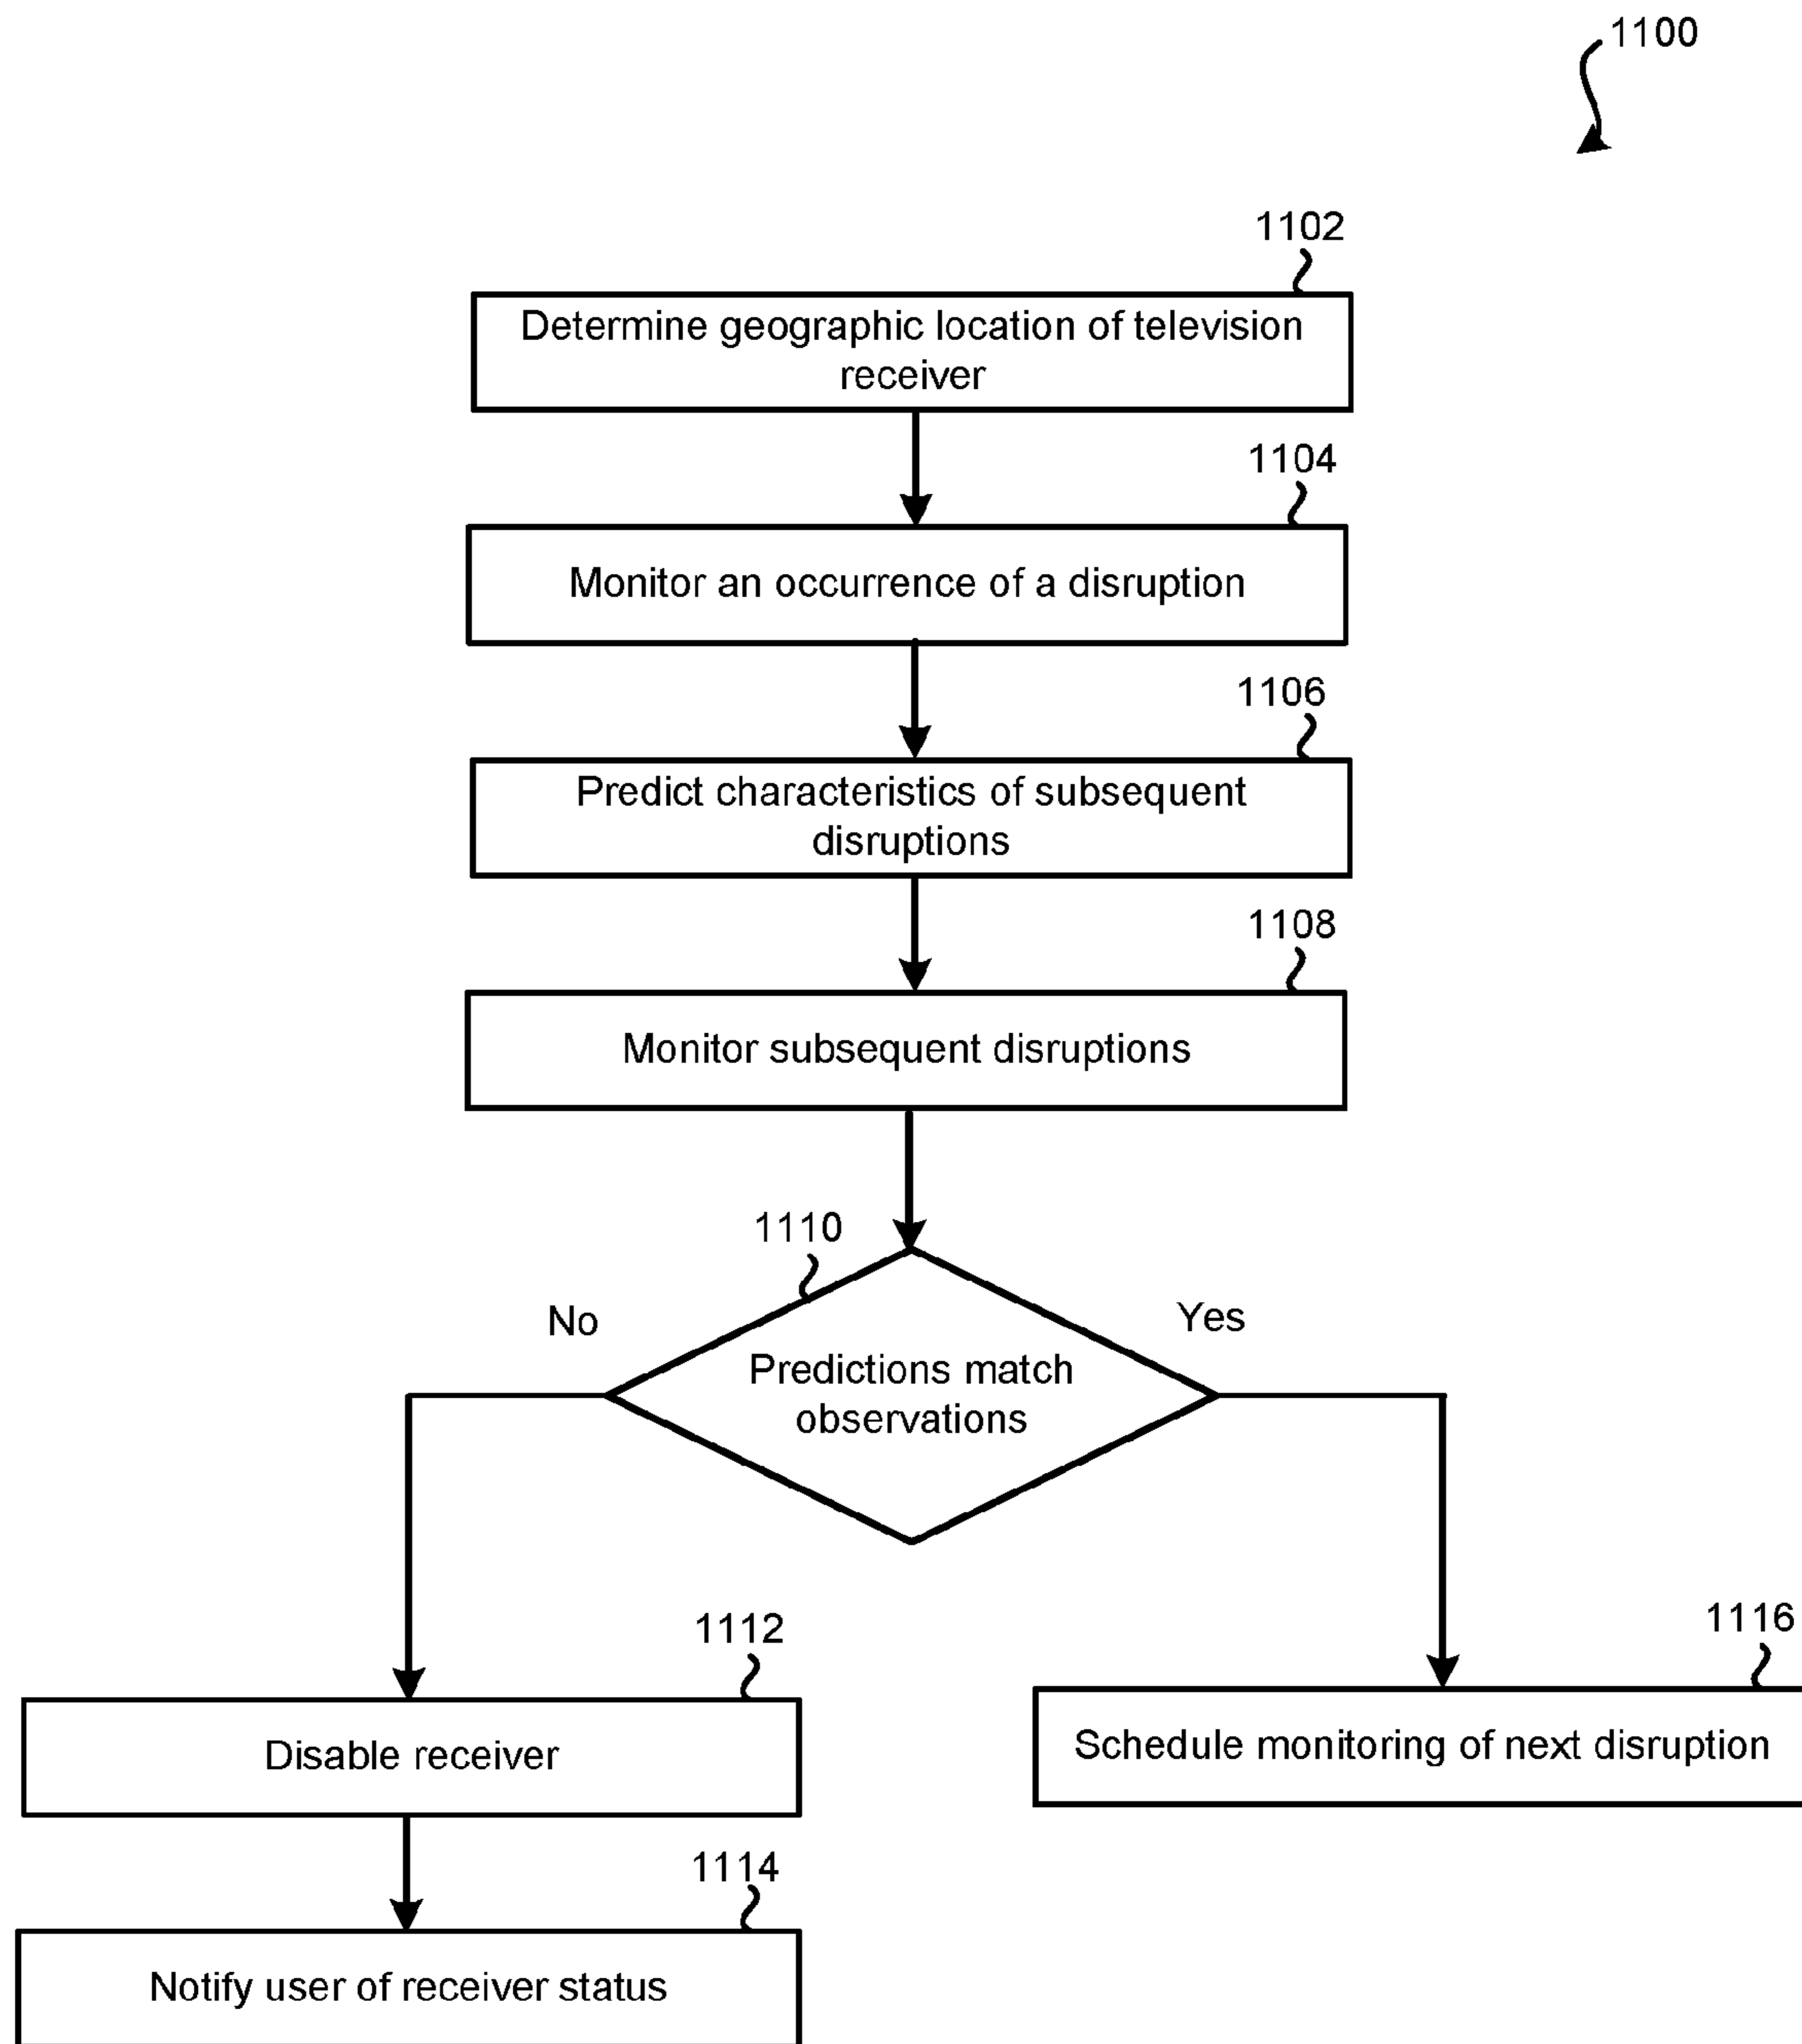 1100
1102
Determine geographic location of television
receiver
1104
Monitor an occurrence of a disruption
1106
Predict characteristics of subsequent
disruptions
1108
Monitor subsequent disruptions
1110
No
Yes
Predictions match
observations
1112
Disable receiver
1116
Schedule monitoring of next disruption
1114
Notify user of receiver status